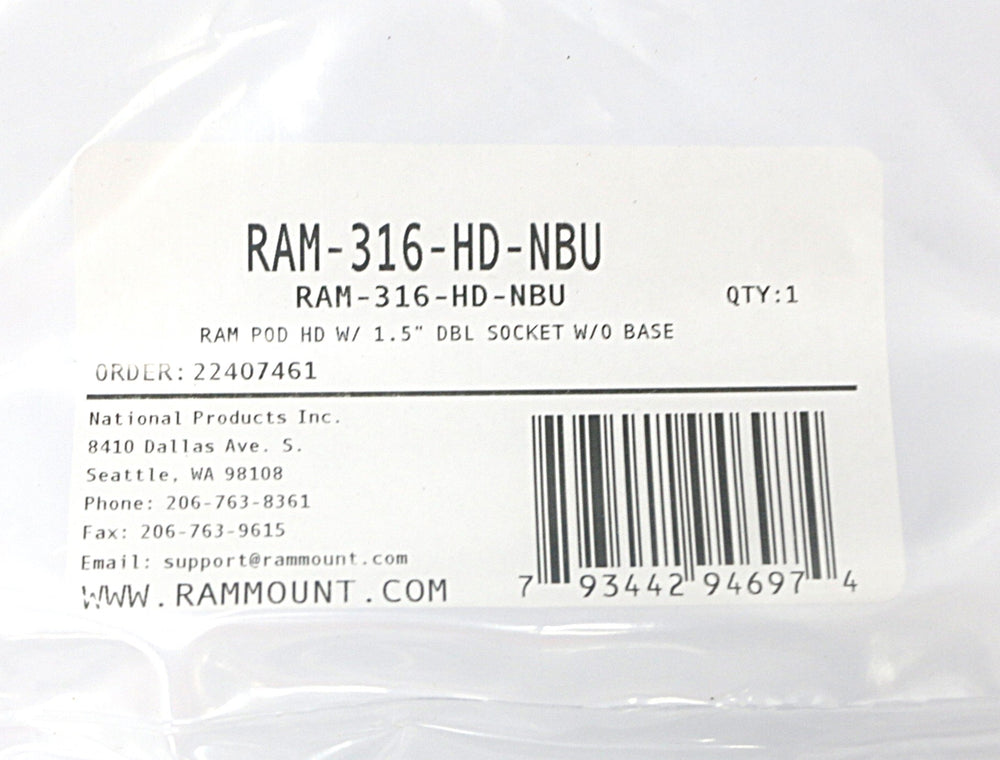 RAM-316-HD-NBU
RAM-316-HD-NBU QTY:1
RAM POD HD W/ 1.5" DBL SOCKET W/O BASE
ORDER: 22407461
National Products Inc.
8410 Dallas Ave. S.
Seattle, WA 98108
Phone: 206-763-8361
Fax: 206-763-9615
Email: support@rammount.com
WWW.RAMMOUNT.COM
7 93442 94697 4